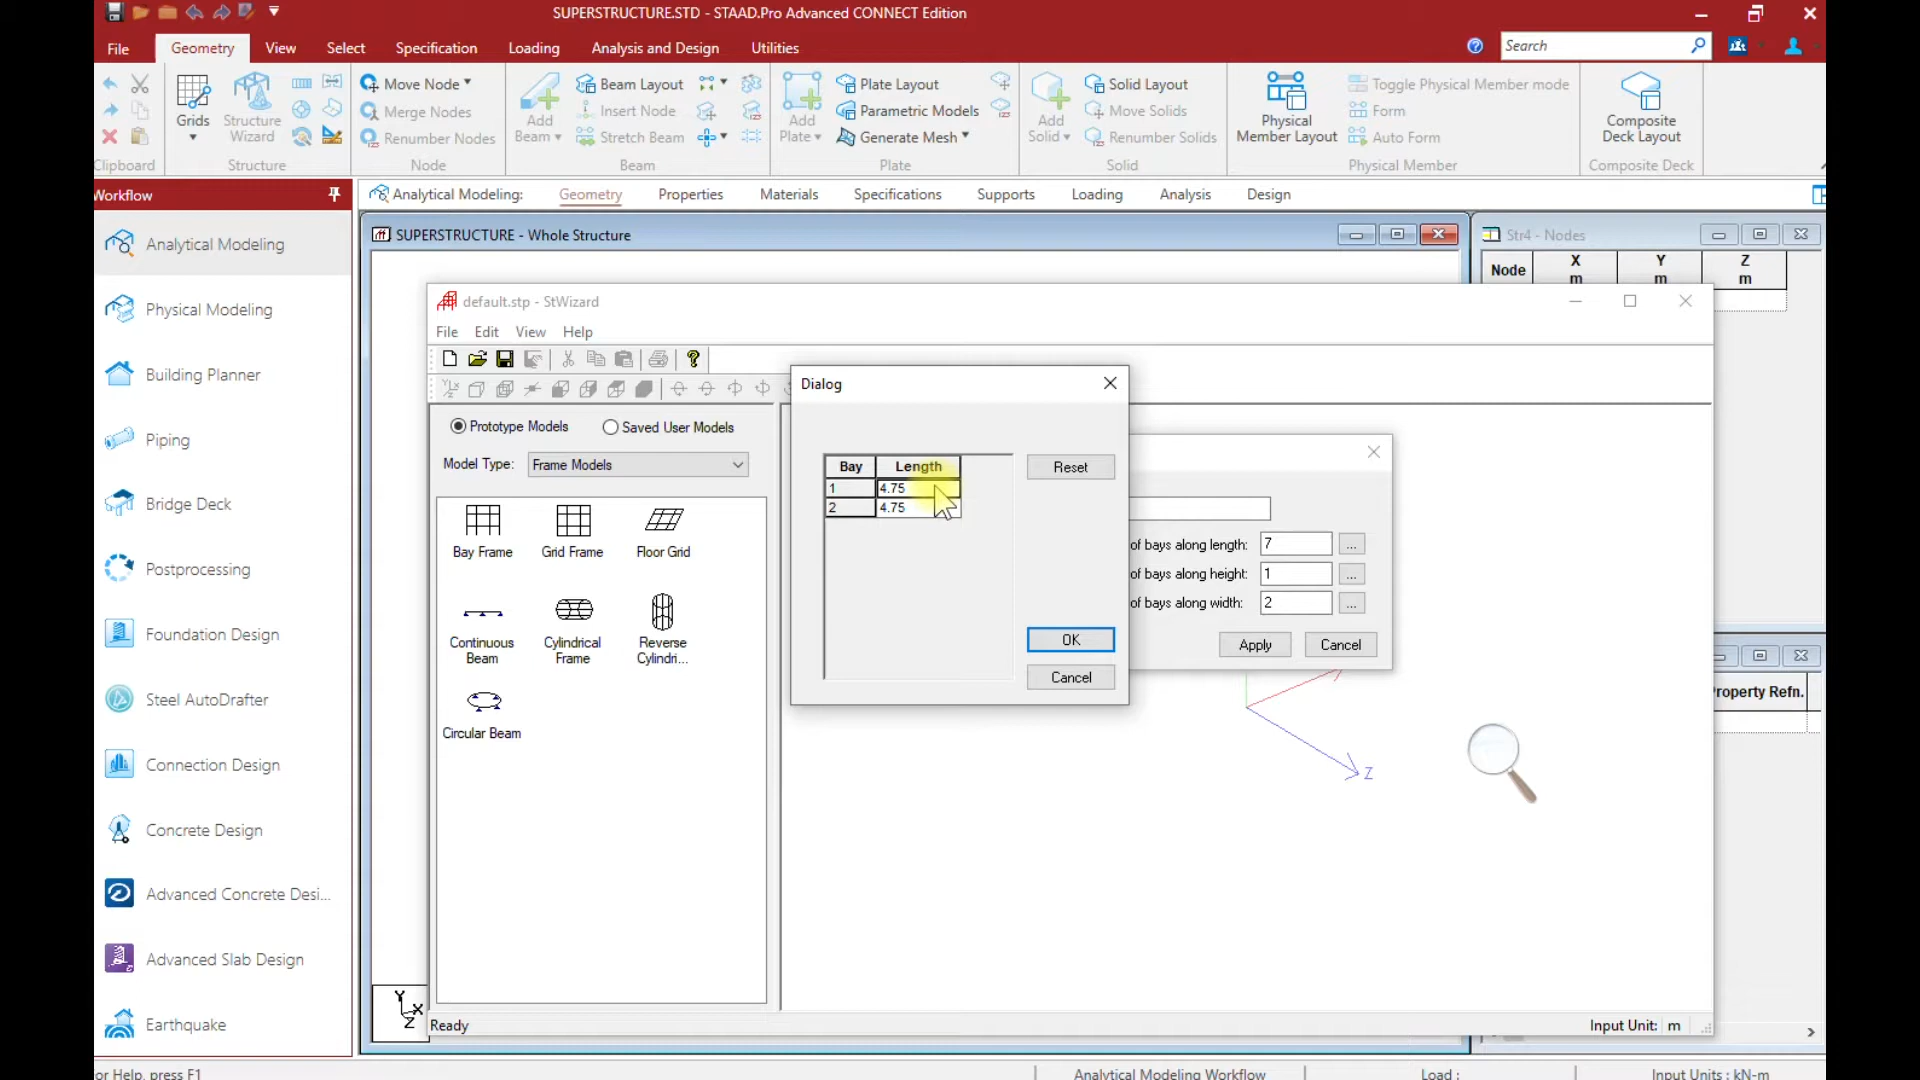 SUPERSTRUCTURE.STD - STAAD.Pro Advanced CONNECT Edition
File Geometry View Select Specification Loading Analysis and Design Utilities Search
Grids Structure Wizard Move Node Merge Nodes Renumber Nodes
Add Beam Beam Layout Insert Node Stretch Beam
Add Plate Plate Layout Parametric Models Generate Mesh
Add Solid Solid Layout Move Solids Renumber Solids
Physical Member Layout Toggle Physical Member mode Form Auto Form
Composite Deck Layout
Clipboard Structure Node Beam Plate Solid Physical Member Composite Deck
Workflow
Analytical Modeling: Geometry Properties Materials Specifications Supports Loading Analysis Design
Analytical Modeling
Physical Modeling
Building Planner
Piping
Bridge Deck
Postprocessing
Foundation Design
Steel AutoDrafter
Connection Design
Concrete Design
Advanced Concrete Desi...
Advanced Slab Design
Earthquake
SUPERSTRUCTURE - Whole Structure
Str4 - Nodes
Node X m Y m Z m
default.stp - StWizard
File Edit View Help
Prototype Models Saved User Models
Model Type: Frame Models
Bay Frame Grid Frame Floor Grid
Continuous Beam Cylindrical Frame Reverse Cylindri...
Circular Beam
Dialog
Bay Length
1 4.75
2 4.75
Reset
OK
Cancel
of bays along length: 7 ...
of bays along height: 1 ...
of bays along width: 2 ...
Apply Cancel
roperty Refn.
Z
Y
X
Z
Ready
Input Unit: m
or Help, press F1
Analytical Modeling Workflow
Load :
Input Units : kN-m